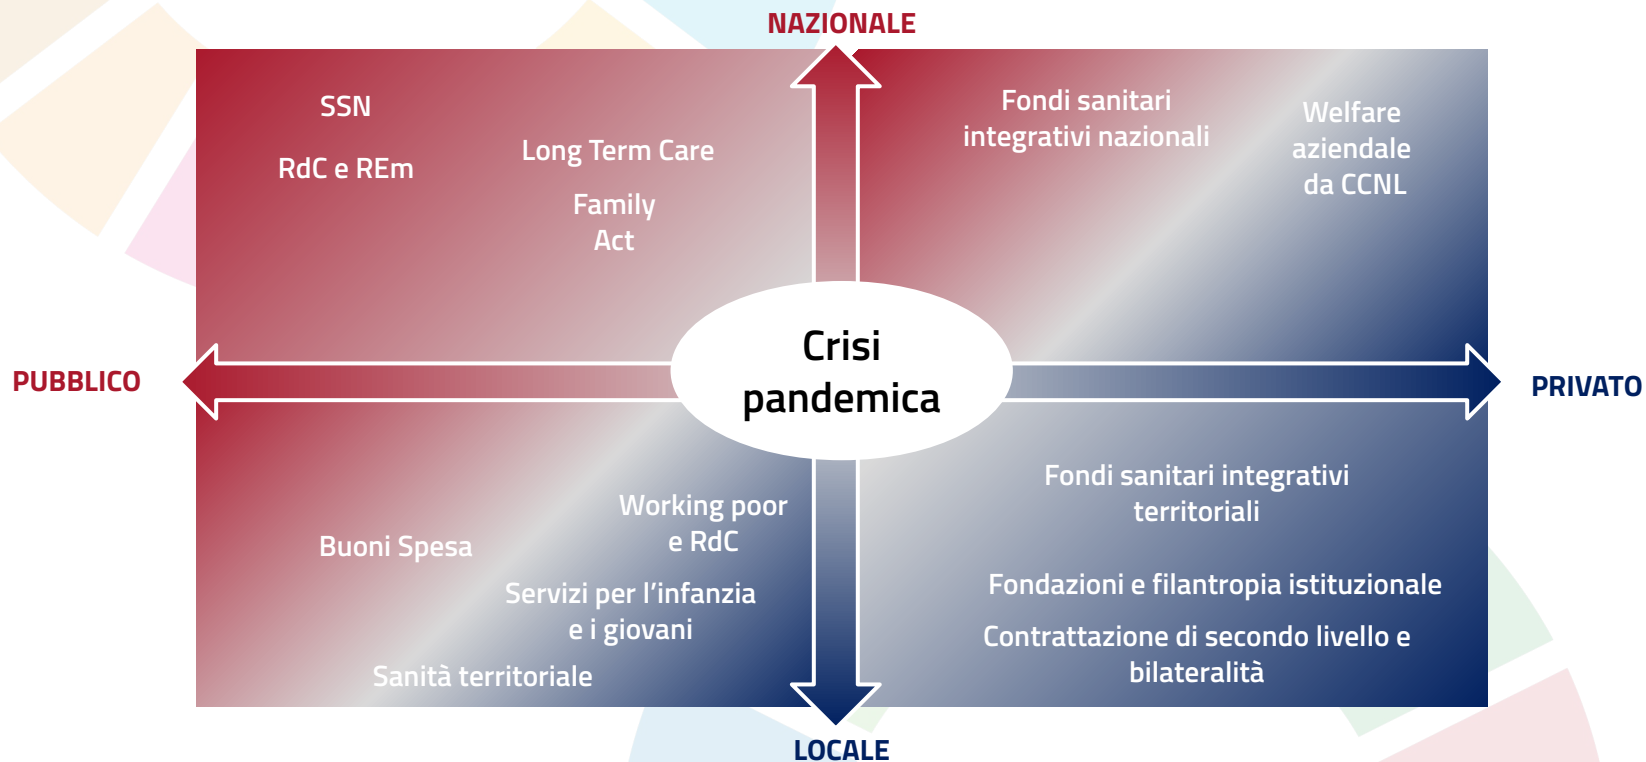 NAZIONALE
SSN
RdC e REm
Long Term Care
Family
Act
Fondi sanitari
integrativi nazionali
Welfare
aziendale
da CCNL
PUBBLICO
Crisi
pandemica
PRIVATO
Buoni Spesa
Working poor
e RdC
Servizi per l'infanzia
e i giovani
Sanità territoriale
Fondi sanitari integrativi
territoriali
Fondazioni e filantropia istituzionale
Contrattazione di secondo livello e
bilateralità
LOCALE